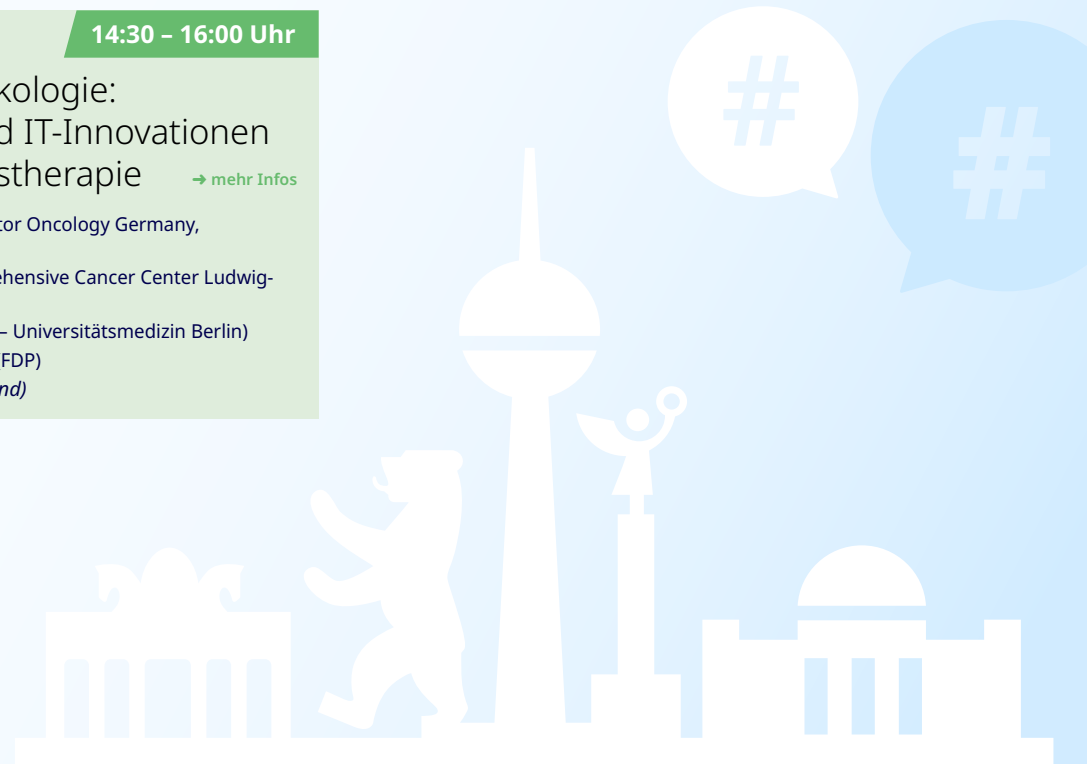 14:30 – 16:00 Uhr
kologie:
d IT-Innovationen
stherapie ➔ mehr Infos
tor Oncology Germany,
ehensive Cancer Center Ludwig-
– Universitätsmedizin Berlin)
FDP)
nd)
#
#